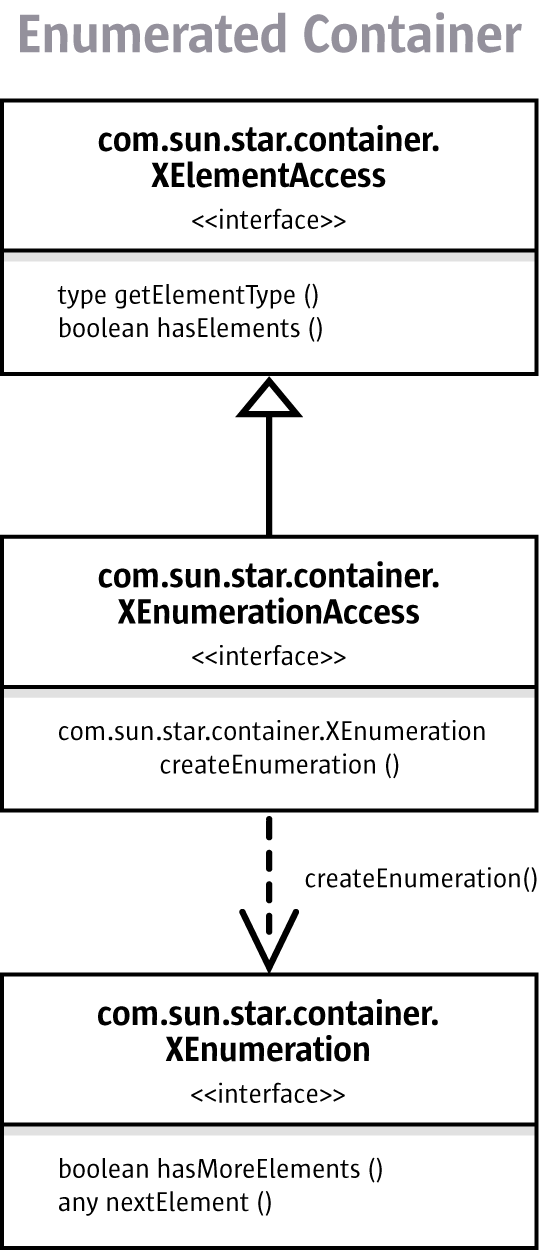 Enumerated Container
com.sun.star.container.
XElementAccess
<<interface>>
type getElementType ()
boolean hasElements ()
com.sun.star.container.
XEnumerationAccess
<<interface>>
com.sun.star.container.XEnumeration
createEnumeration ()
createEnumeration()
com.sun.star.container.
XEnumeration
<<interface>>
boolean hasMoreElements ()
any nextElement ()